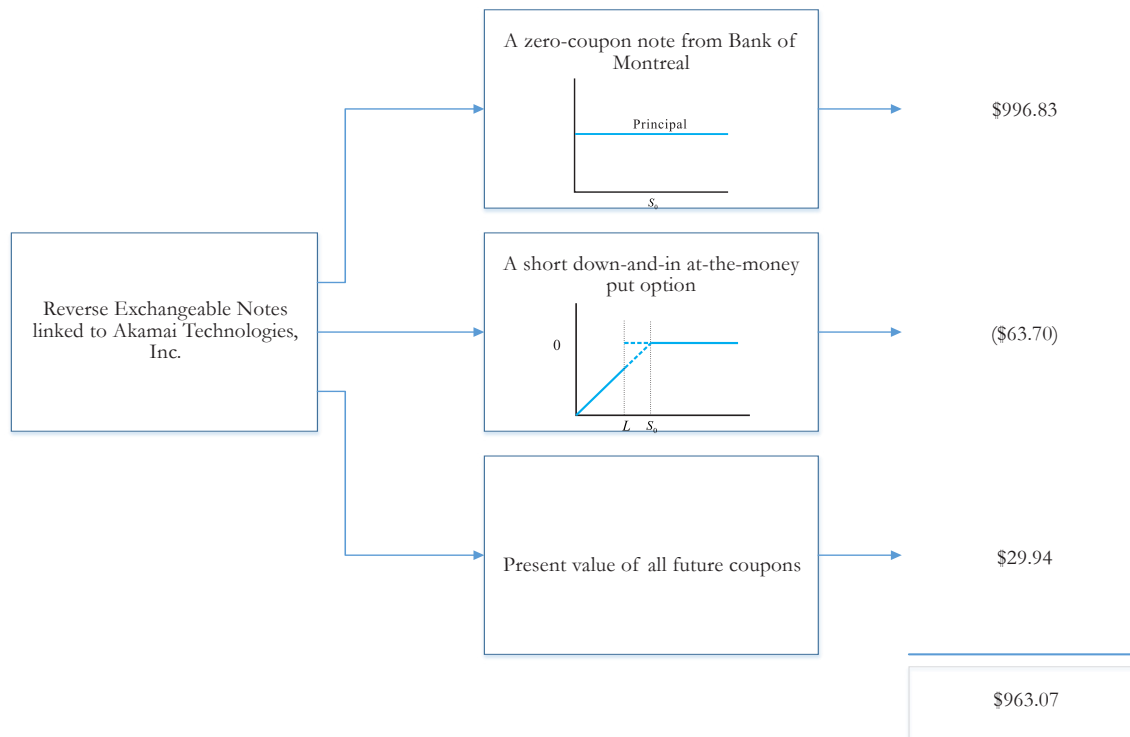 A zero-coupon note from Bank of
Montreal
Principal
S₀
$996.83
Reverse Exchangeable Notes
linked to Akamai Technologies,
Inc.
A short down-and-in at-the-money
put option
0
L S₀
($63.70)
Present value of all future coupons
$29.94
$963.07